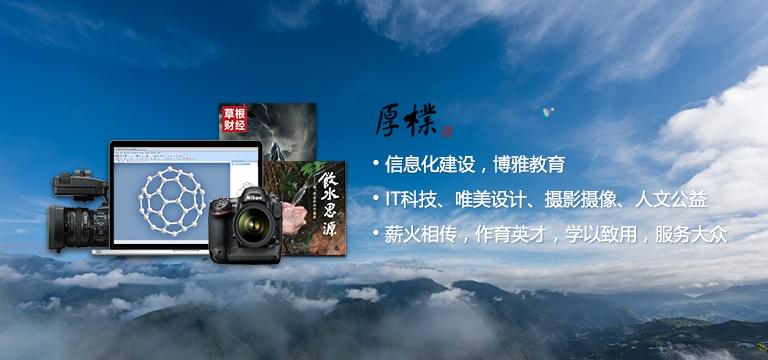 草根
财经
飲水思源
Nikon
厚樸
• 信息化建设，博雅教育
• IT科技、唯美设计、摄影摄像、人文公益
• 薪火相传，作育英才，学以致用，服务大众